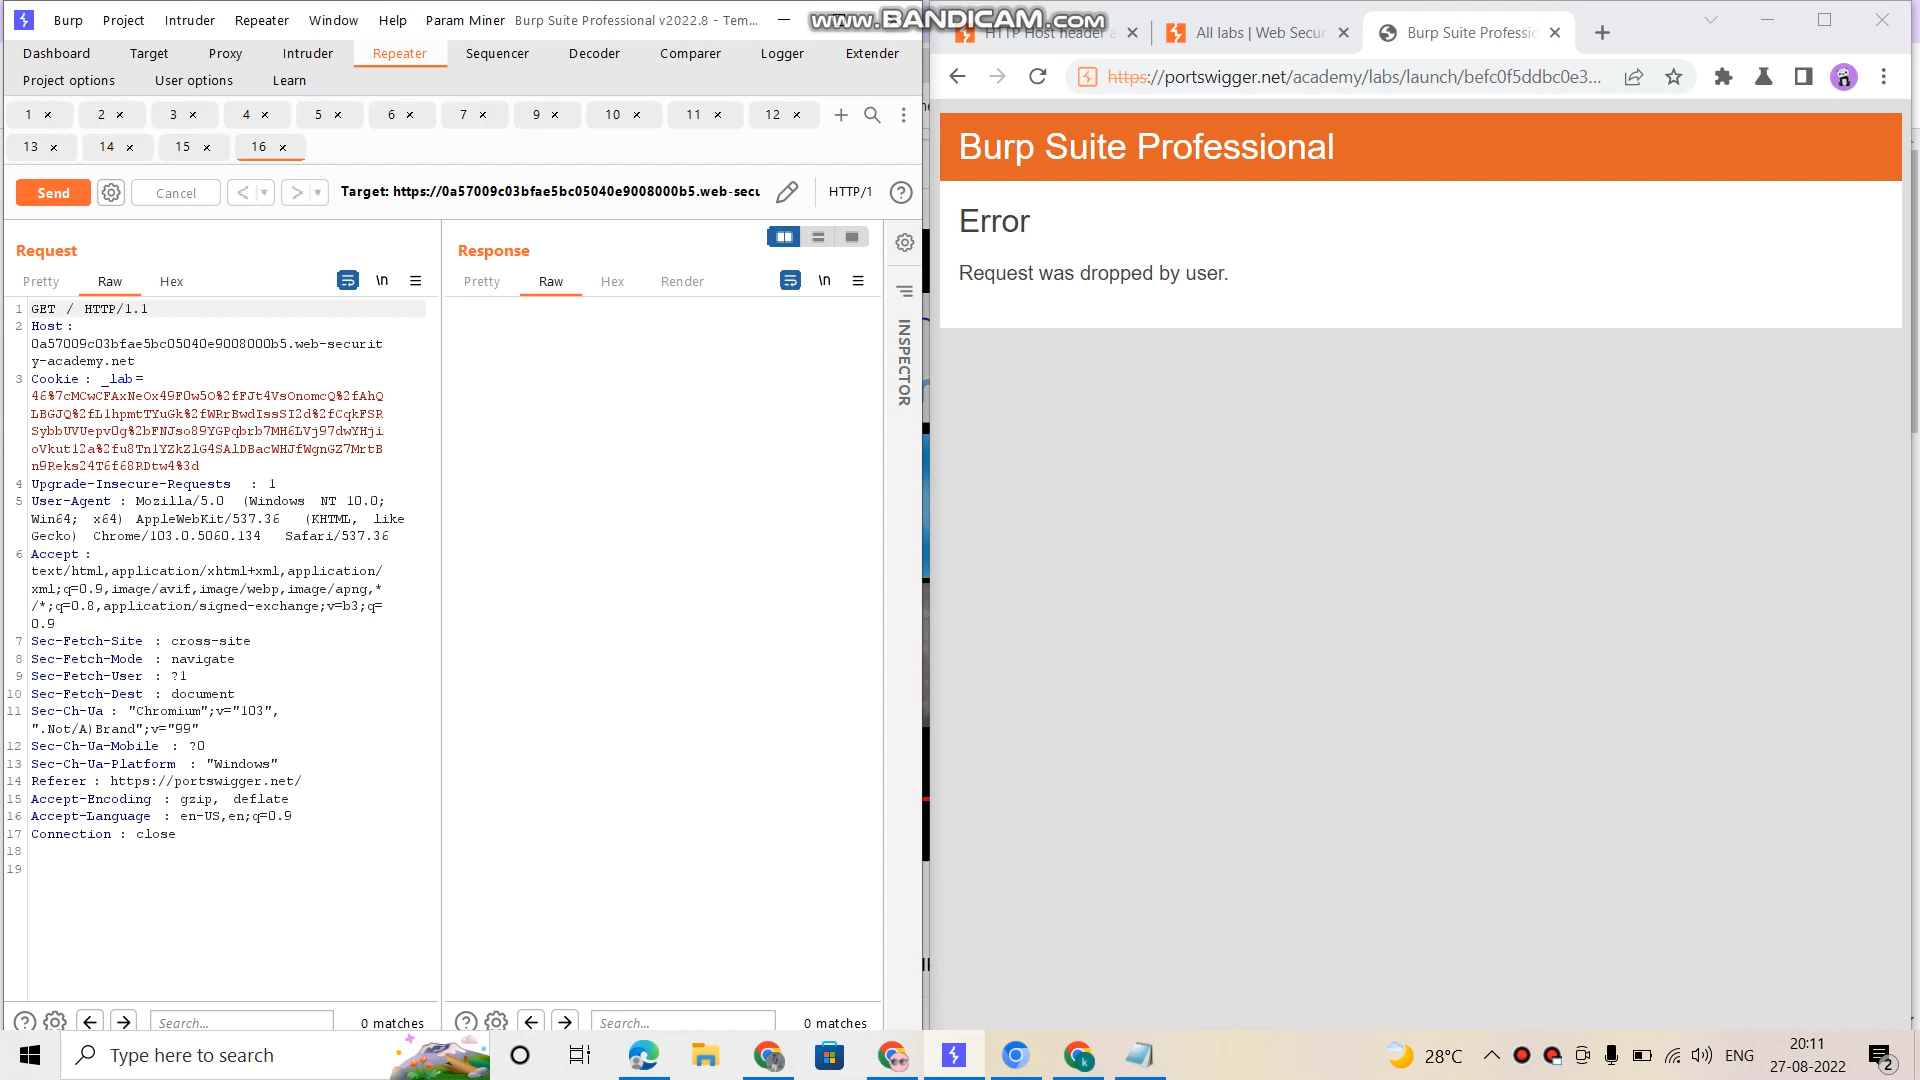 Burp Project Intruder Repeater Window Help Param Miner Burp Suite Professional v2022.8 - Tem...
www.BANDICAM.com
Dashboard Target Proxy Intruder Repeater Sequencer Decoder Comparer Logger Extender
Project options User options Learn
1 × 2 × 3 × 4 × 5 × 6 × 7 × 9 × 10 × 11 × 12 ×
13 × 14 × 15 × 16 ×
Send Cancel < > Target: https://0a57009c03bfae5bc05040e9008000b5.web-secu HTTP/1
Request
Pretty Raw Hex \n
1 GET / HTTP/1.1
2 Host:
0a57009c03bfae5bc05040e9008000b5.web-securit
y-academy.net
3 Cookie: _lab=
46%7cMCwCFAxNeOx49F0w5O%2fFJt4VsOnomcQ%2fAhQ
LBGJQ%2fL1hpmtTYuGk%2fWRrBwdIssSI2d%2fCqkFSR
SybbUVUepv0g%2bFNJso89YGPqbrb7MH6LVj97dwYHji
oVkut12a%2fu8Tn1YZkZlG4SAlDBacWHJfWgnGZ7MrtB
n9Reks24T6f68RDtw4%3d
4 Upgrade-Insecure-Requests : 1
5 User-Agent : Mozilla/5.0 (Windows NT 10.0;
Win64; x64) AppleWebKit/537.36 (KHTML, like
Gecko) Chrome/103.0.5060.134 Safari/537.36
6 Accept :
text/html,application/xhtml+xml,application/
xml;q=0.9,image/avif,image/webp,image/apng,*
/*;q=0.8,application/signed-exchange;v=b3;q=
0.9
7 Sec-Fetch-Site : cross-site
8 Sec-Fetch-Mode : navigate
9 Sec-Fetch-User : ?1
10 Sec-Fetch-Dest : document
11 Sec-Ch-Ua : "Chromium";v="103",
".Not/A)Brand";v="99"
12 Sec-Ch-Ua-Mobile : ?0
13 Sec-Ch-Ua-Platform : "Windows"
14 Referer : https://portswigger.net/
15 Accept-Encoding : gzip, deflate
16 Accept-Language : en-US,en;q=0.9
17 Connection : close
18
19
Search... 0 matches
Response
Pretty Raw Hex Render \n
Search... 0 matches
INSPECTOR
HTTP Host header a × All labs | Web Secur × Burp Suite Professio ×
https://portswigger.net/academy/labs/launch/befc0f5ddbc0e3...
Burp Suite Professional
Error
Request was dropped by user.
Type here to search
28°C ENG 20:11
27-08-2022
2